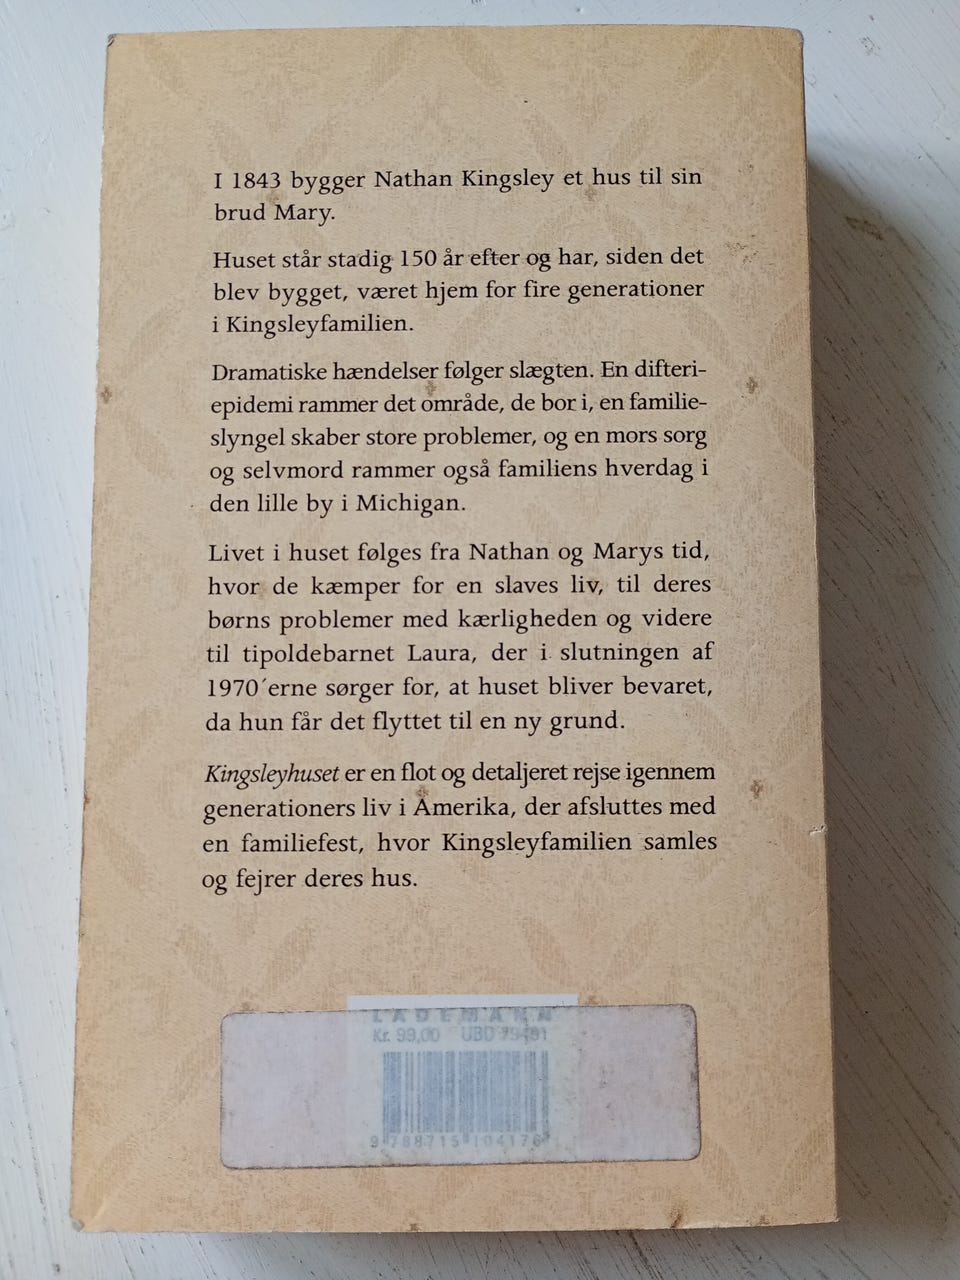 I 1843 bygger Nathan Kingsley et hus til sin
brud Mary.
Huset står stadig 150 år efter og har, siden det
blev bygget, været hjem for fire generationer
i Kingsleyfamilien.
Dramatiske hændelser følger slægten. En difteri-
epidemi rammer det område, de bor i, en familie-
slyngel skaber store problemer, og en mors sorg
og selvmord rammer også familiens hverdag i
den lille by i Michigan.
Livet i huset følges fra Nathan og Marys tid,
hvor de kæmper for en slaves liv, til deres
børns problemer med kærligheden og videre
til tipoldebarnet Laura, der i slutningen af
1970´erne sørger for, at huset bliver bevaret,
da hun får det flyttet til en ny grund.
Kingsleyhuset er en flot og detaljeret rejse igennem
generationers liv i Amerika, der afsluttes med
en familiefest, hvor Kingsleyfamilien samles
og fejrer deres hus.
LADEMANN
Kr. 99,00 UBD
9 788715 104176